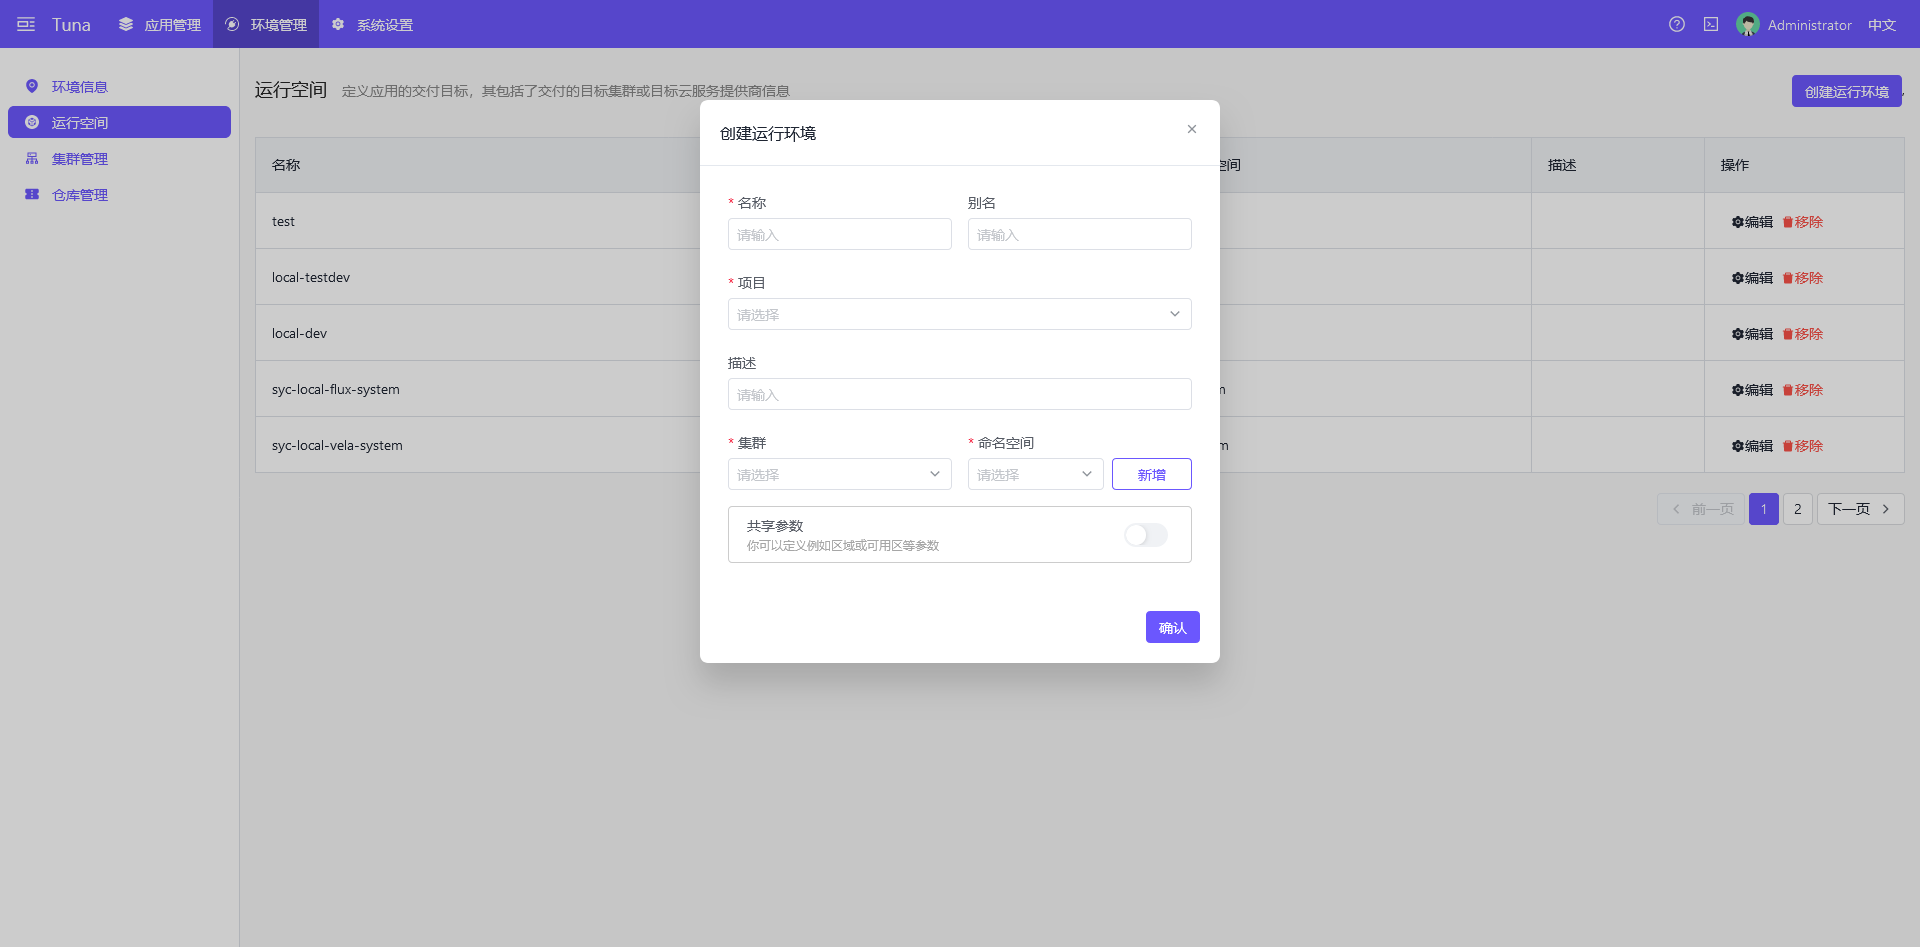 Tuna 应用管理 环境管理 系统设置 Administrator 中文
环境信息
运行空间
集群管理
仓库管理
运行空间 定义应用的交付目标，其包括了交付的目标集群或目标云服务提供商信息 创建运行环境
名称 空间 描述 操作
test 编辑 移除
local-testdev 编辑 移除
local-dev 编辑 移除
syc-local-flux-system m 编辑 移除
syc-local-vela-system m 编辑 移除
前一页 1 2 下一页
创建运行环境
* 名称 别名
请输入 请输入
* 项目
请选择
描述
请输入
* 集群 * 命名空间
请选择 请选择 新增
共享参数
你可以定义例如区域或可用区等参数
确认